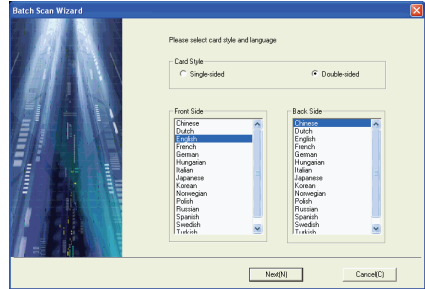 Batch Scan Wizard
Please select card style and language
Card Style
Single-sided
Double-sided
Front Side
Chinese
Dutch
English
French
German
Hungarian
Italian
Japanese
Korean
Norwegian
Polish
Russian
Spanish
Swedish
Turkish
Back Side
Chinese
Dutch
English
French
German
Hungarian
Italian
Japanese
Korean
Norwegian
Polish
Russian
Spanish
Swedish
Turkish
Next(N)
Cancel(C)